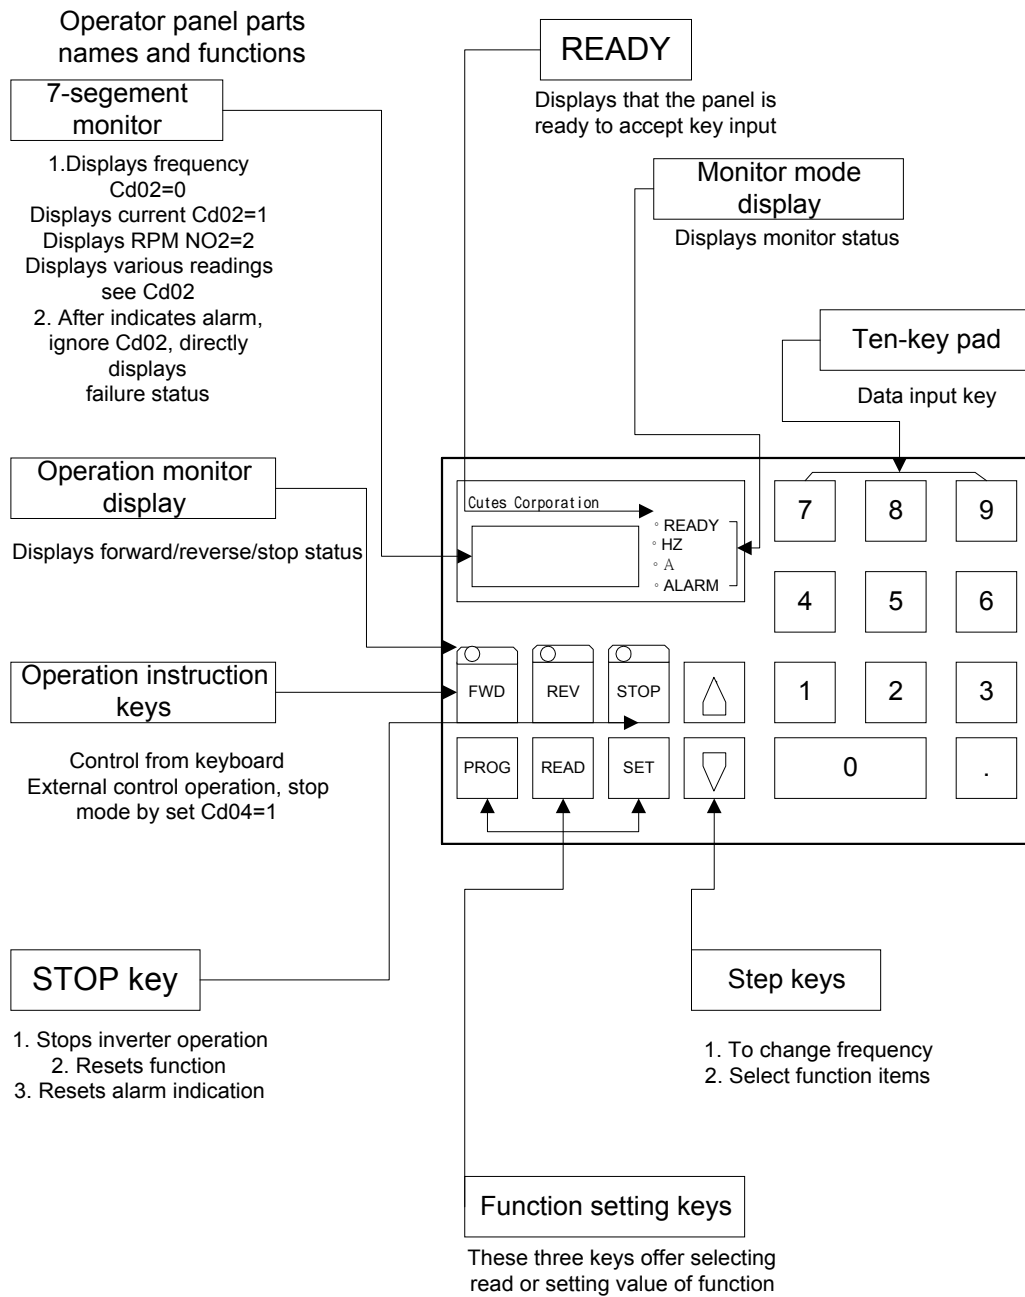 Operator panel parts
names and functions
READY
Displays that the panel is
ready to accept key input
7-segement
monitor
1.Displays frequency
Cd02=0
Displays current Cd02=1
Displays RPM NO2=2
Displays various readings
see Cd02
2. After indicates alarm,
ignore Cd02, directly
displays
failure status
Monitor mode
display
Displays monitor status
Ten-key pad
Data input key
Operation monitor
display
Displays forward/reverse/stop status
Operation instruction
keys
Control from keyboard
External control operation, stop
mode by set Cd04=1
Cutes Corporation
READY
HZ
A
ALARM
7 8 9
4 5 6
FWD REV STOP
1 2 3
PROG READ SET
0 .
STOP key
1. Stops inverter operation
2. Resets function
3. Resets alarm indication
Step keys
1. To change frequency
2. Select function items
Function setting keys
These three keys offer selecting
read or setting value of function